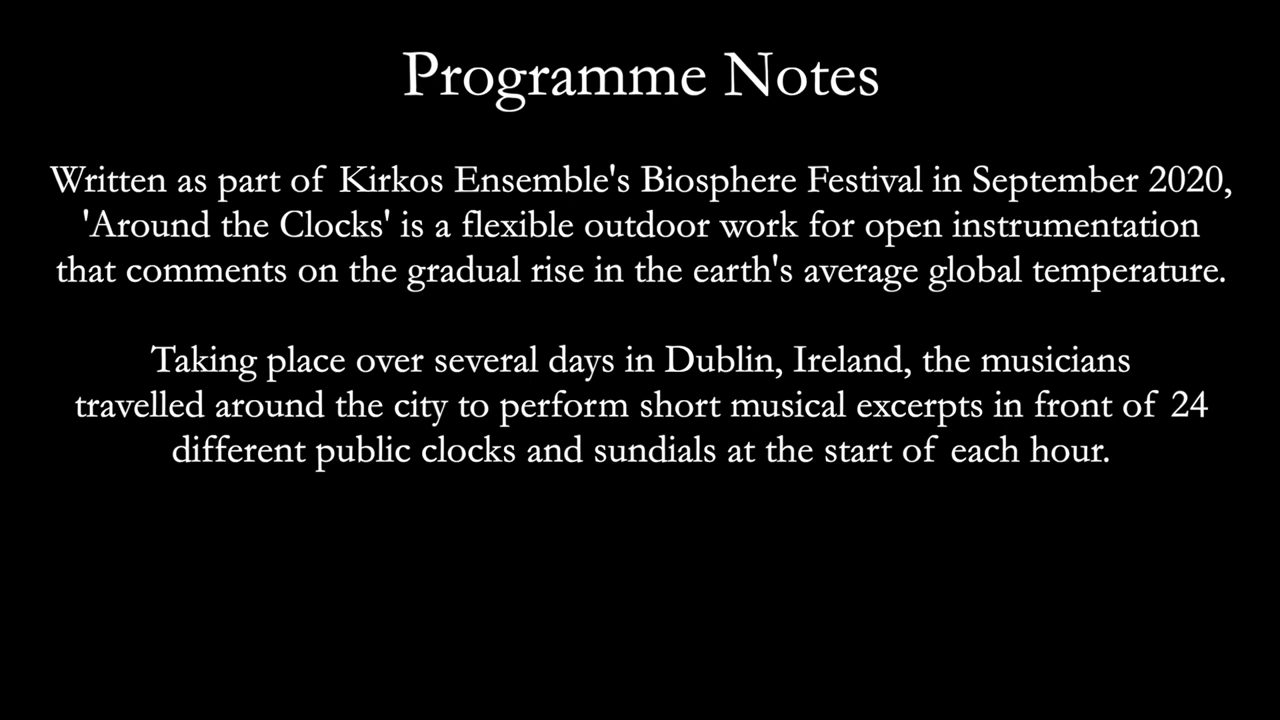 Programme Notes
Written as part of Kirkos Ensemble's Biosphere Festival in September 2020,
'Around the Clocks' is a flexible outdoor work for open instrumentation
that comments on the gradual rise in the earth's average global temperature.
Taking place over several days in Dublin, Ireland, the musicians
travelled around the city to perform short musical excerpts in front of 24
different public clocks and sundials at the start of each hour.